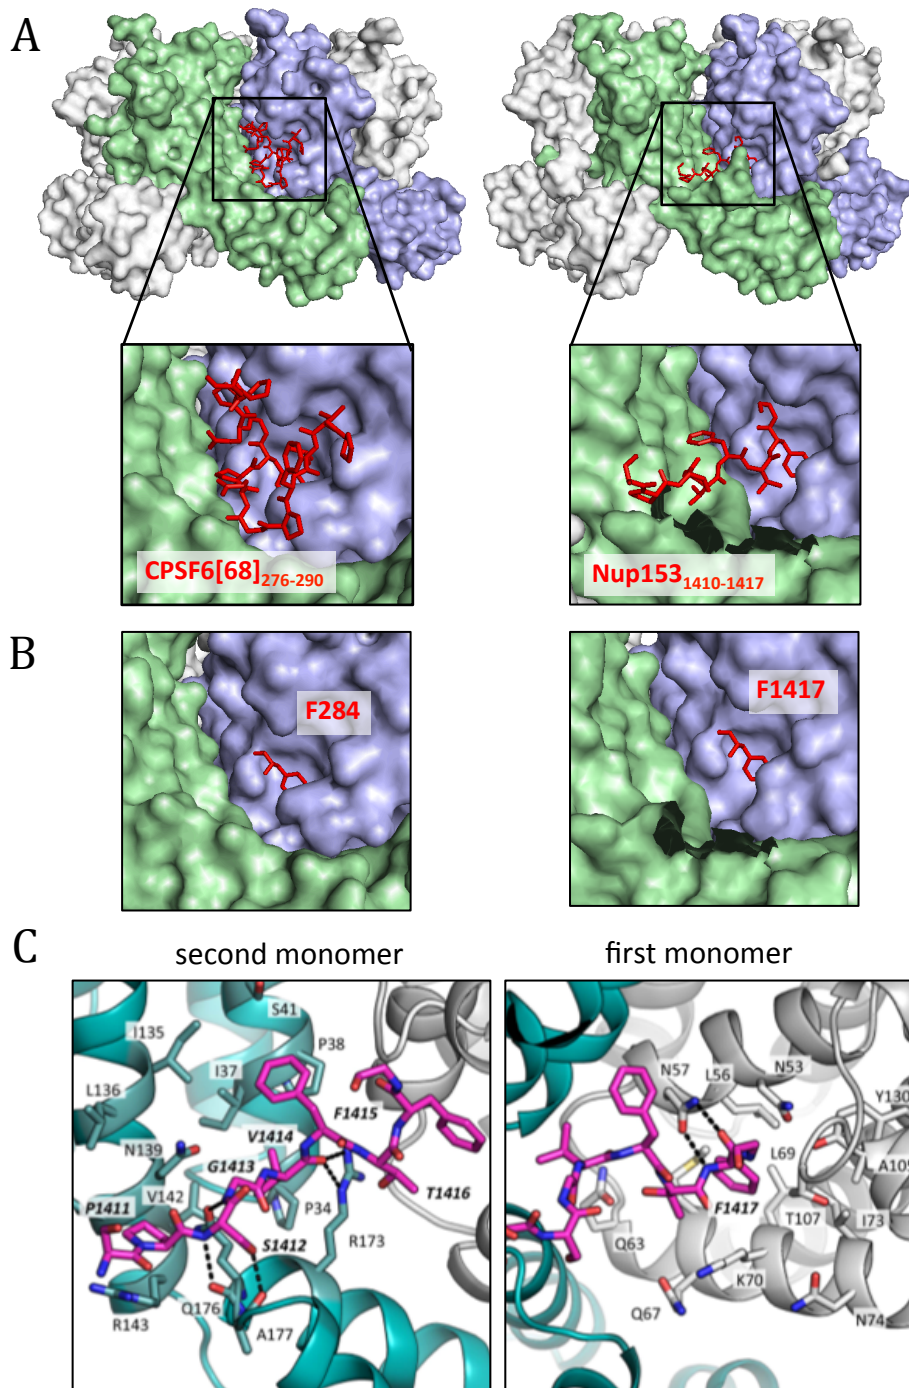 A
CPSF6[68]276-290
Nup1531410-1417
B
F284
F1417
C
second monomer
first monomer
S41
I135
P38
I37
L136
F1415
V1414
N139
G1413
V142
P1411
T1416
P34
S1412
R173
Q176
R143
A177
N57
L56
N53
Y130
L69
A105
F1417
T107
I73
Q63
K70
Q67
N74